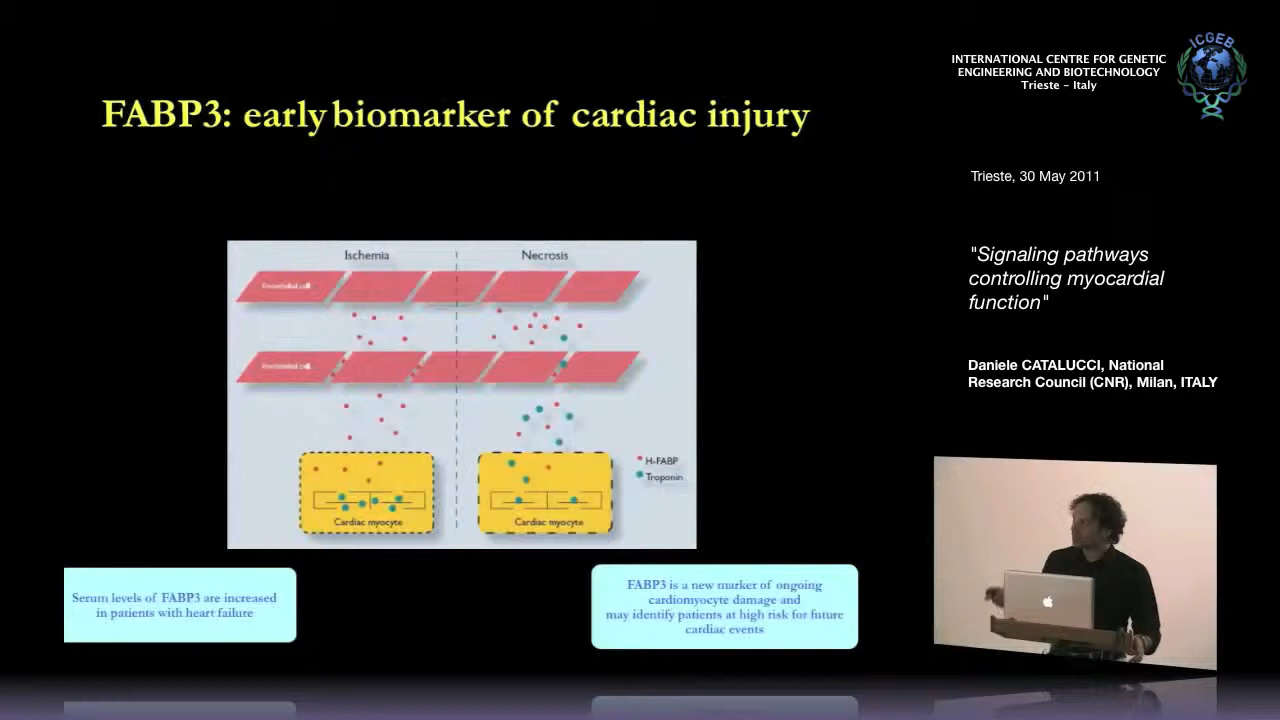 FABP3: early biomarker of cardiac injury
INTERNATIONAL CENTRE FOR GENETIC
ENGINEERING AND BIOTECHNOLOGY
Trieste - Italy
ICGEB
Trieste, 30 May 2011
"Signaling pathways
controlling myocardial
function"
Daniele CATALUCCI, National
Research Council (CNR), Milan, ITALY
Ischemia
Necrosis
H-FABP
Troponin
Cardiac myocyte
Cardiac myocyte
Serum levels of FABP3 are increased
in patients with heart failure
FABP3 is a new marker of ongoing
cardiomyocyte damage and
may identify patients at high risk for future
cardiac events